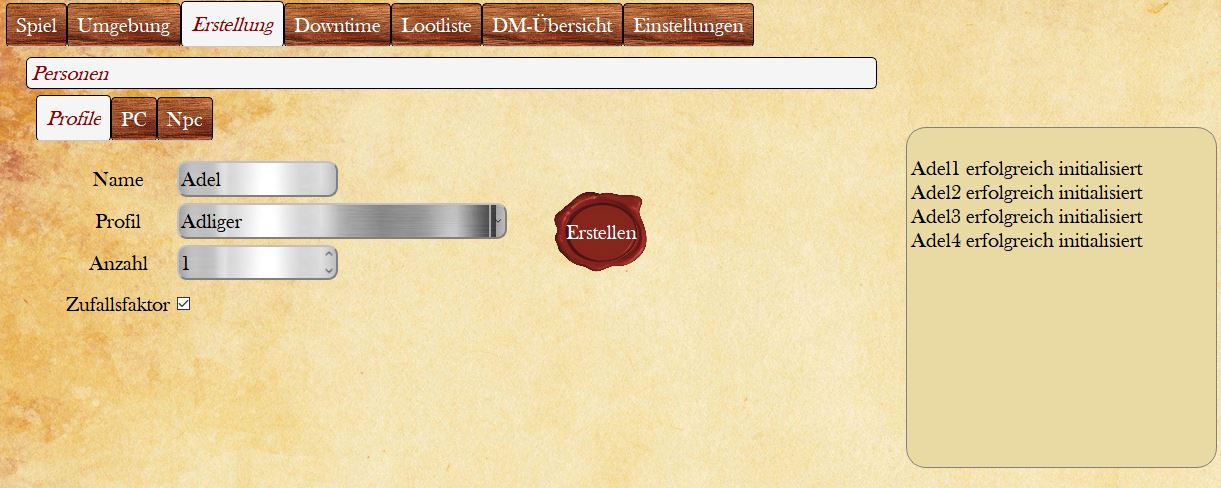 Spiel Umgebung Erstellung Downtime Lootliste DM-Übersicht Einstellungen
Personen
Profile PC Npc
Name Adel
Profil Adliger
Erstellen
Anzahl 1
Zufallsfaktor
Adel1 erfolgreich initialisiert
Adel2 erfolgreich initialisiert
Adel3 erfolgreich initialisiert
Adel4 erfolgreich initialisiert